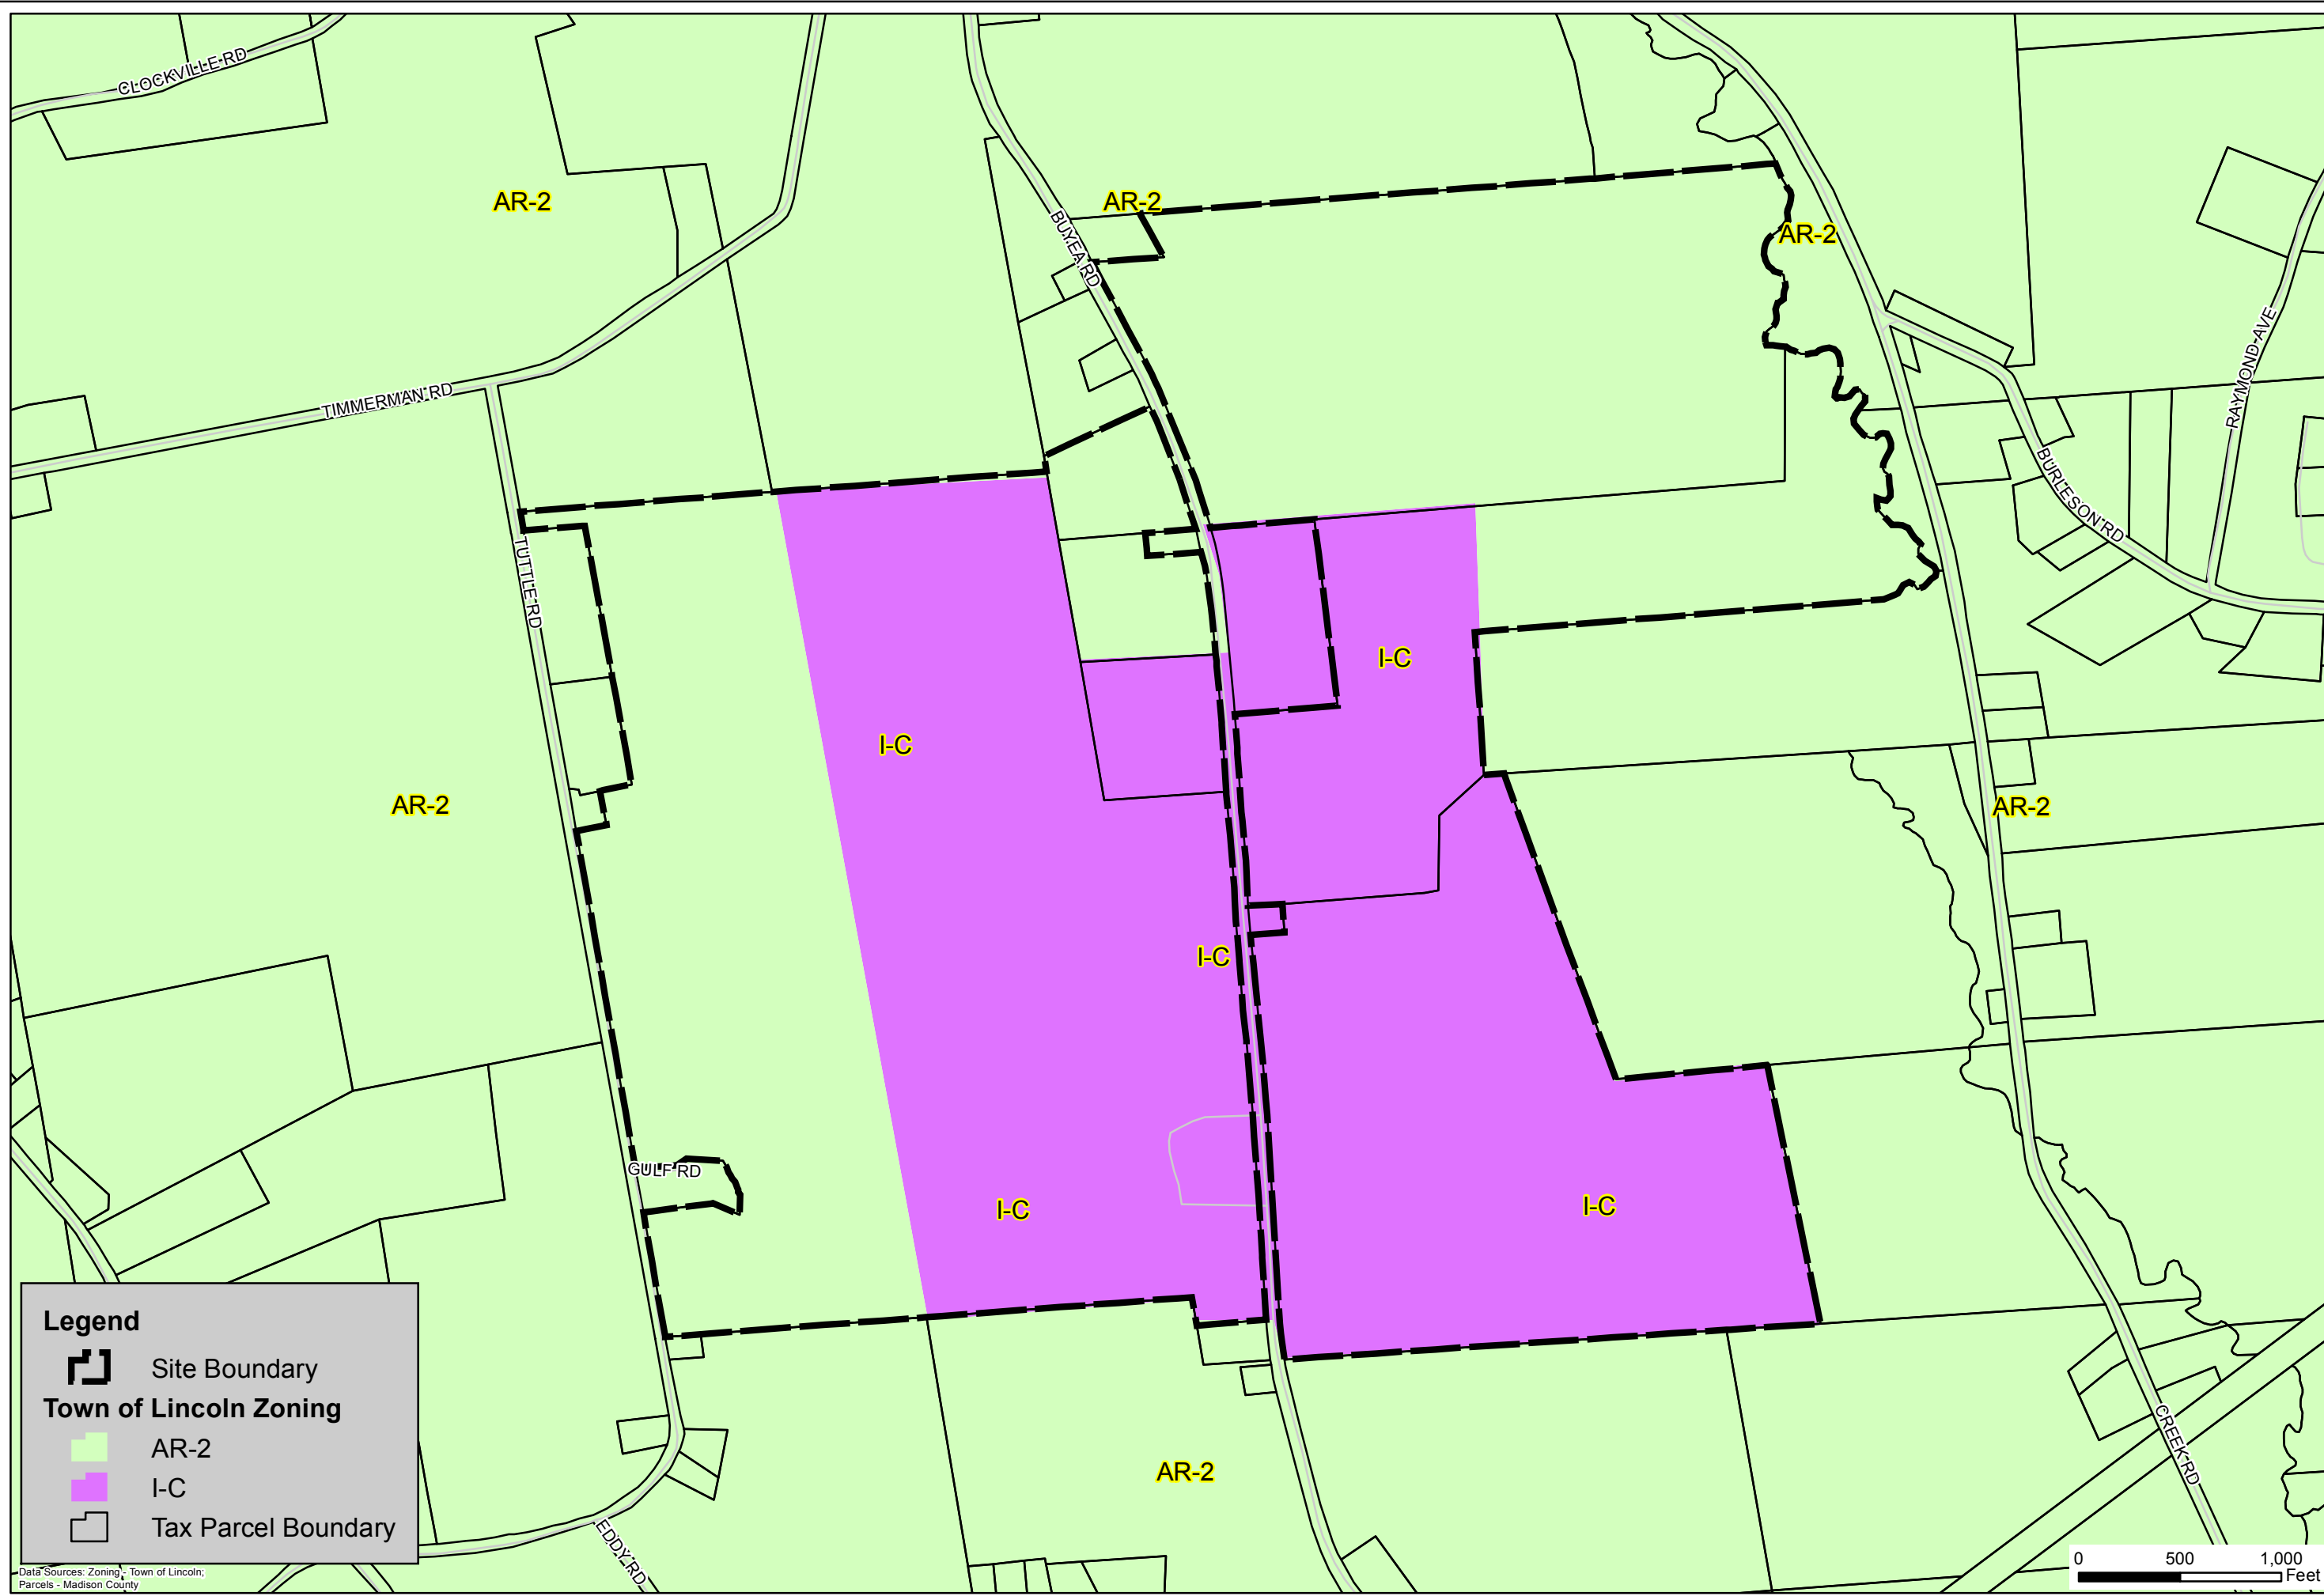 CLOCKVILLE RD
AR-2
AR-2
BUYEA RD
AR-2
RAYMOND AVE
TIMMERMAN RD
BURLESON RD
TUTTLE RD
I-C
I-C
AR-2
AR-2
I-C
GULF RD
I-C
I-C
AR-2
CREEK RD
EDDY RD
Legend
Site Boundary
Town of Lincoln Zoning
AR-2
I-C
Tax Parcel Boundary
Data Sources: Zoning - Town of Lincoln;
Parcels - Madison County
0 500 1,000
Feet